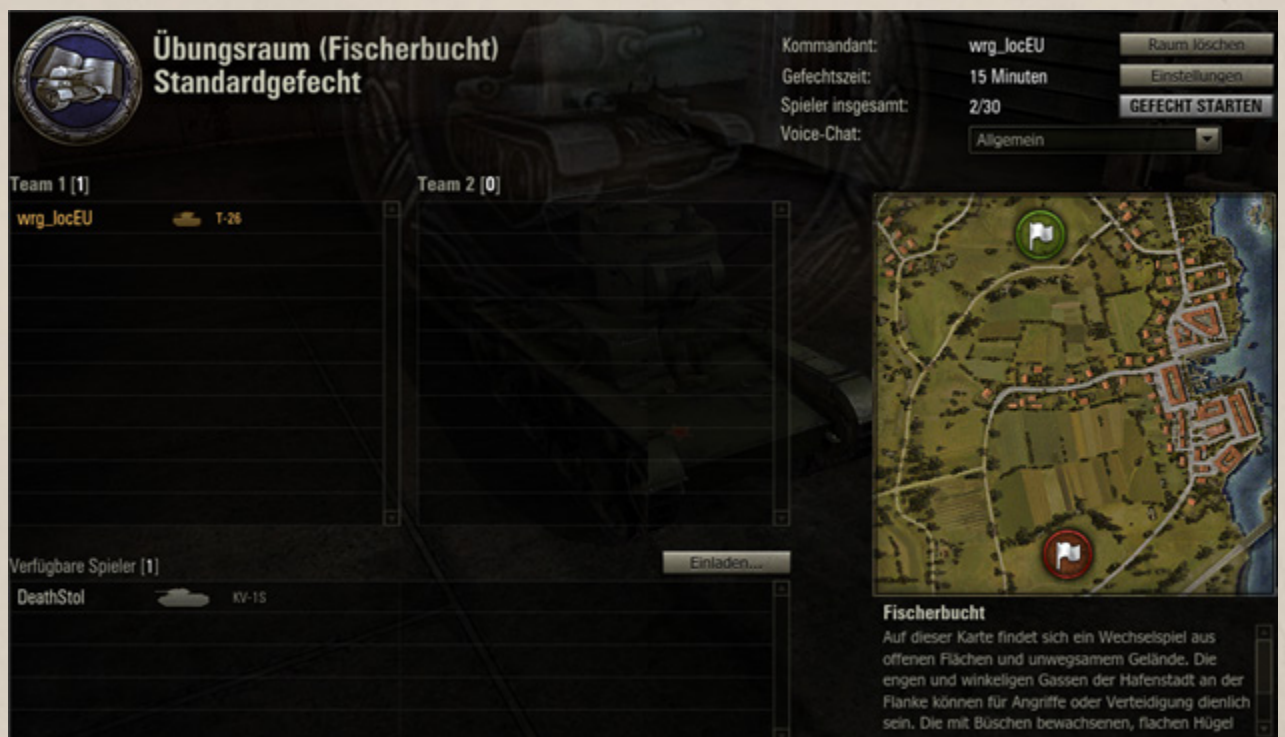 Übungsraum (Fischerbucht)
Standardgefecht
Kommandant: wrg_locEU Raum löschen
Gefechtszeit: 15 Minuten Einstellungen
Spieler insgesamt: 2/30 GEFECHT STARTEN
Voice-Chat: Allgemein
Team 1 [1]
wrg_locEU T-26
Team 2 [0]
Verfügbare Spieler [1] Einladen...
DeathStol KV-1S
Fischerbucht
Auf dieser Karte findet sich ein Wechselspiel aus
offenen Flächen und unwegsamem Gelände. Die
engen und winkeligen Gassen der Hafenstadt an der
Flanke können für Angriffe oder Verteidigung dienlich
sein. Die mit Büschen bewachsenen, flachen Hügel